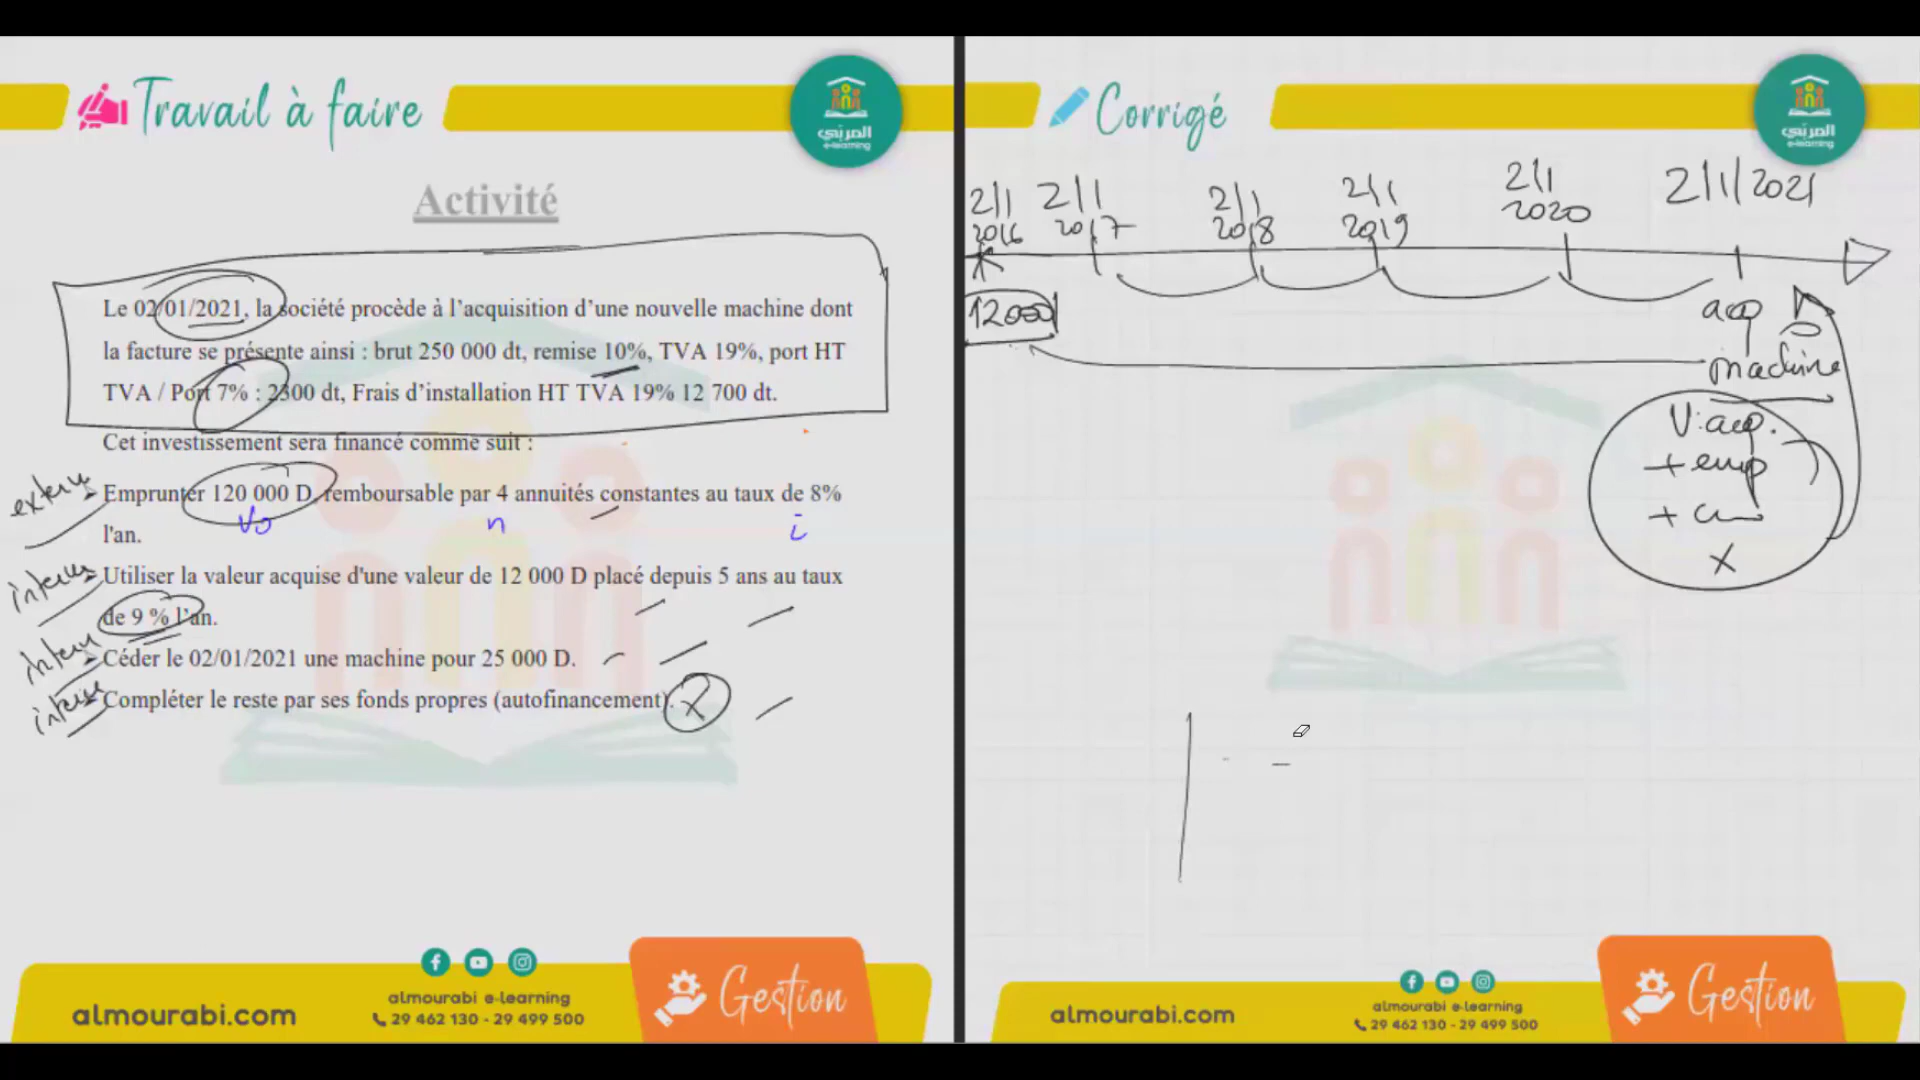 Travail à faire
المربّي
e-learning
Activité
Le 02/01/2021, la société procède à l’acquisition d’une nouvelle machine dont
la facture se présente ainsi : brut 250 000 dt, remise 10%, TVA 19%, port HT
TVA / Port 7% : 2300 dt, Frais d’installation HT TVA 19% 12 700 dt.
Cet investissement sera financé comme suit :
externe
Emprunter 120 000 D, remboursable par 4 annuités constantes au taux de 8%
V0 n i
l'an.
interne
Utiliser la valeur acquise d'une valeur de 12 000 D placé depuis 5 ans au taux
de 9 % l’an.
interne
Céder le 02/01/2021 une machine pour 25 000 D.
interne
Compléter le reste par ses fonds propres (autofinancement). X
almourabi.com
almourabi e-learning
29 462 130 - 29 499 500
Gestion
Corrigé
المربّي
e-learning
2/1 2016
2/1 2017
2/1 2018
2/1 2019
2/1 2020
2/1/2021
12000
acq
machine
V. acq.
+ emp
X
almourabi.com
almourabi e-learning
29 462 130 - 29 499 500
Gestion